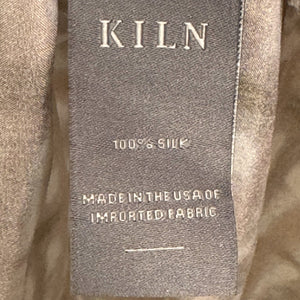 KILN
100% SILK
MADE IN THE USA OF
IMPORTED FABRIC